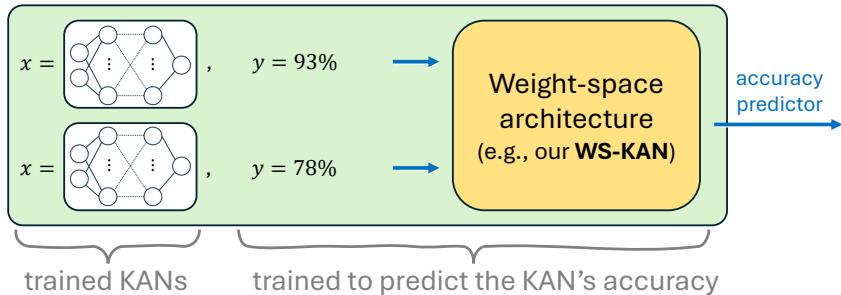 x = , y = 93%
x = , y = 78%
Weight-space
architecture
(e.g., our WS-KAN)
accuracy
predictor
trained KANs
trained to predict the KAN's accuracy